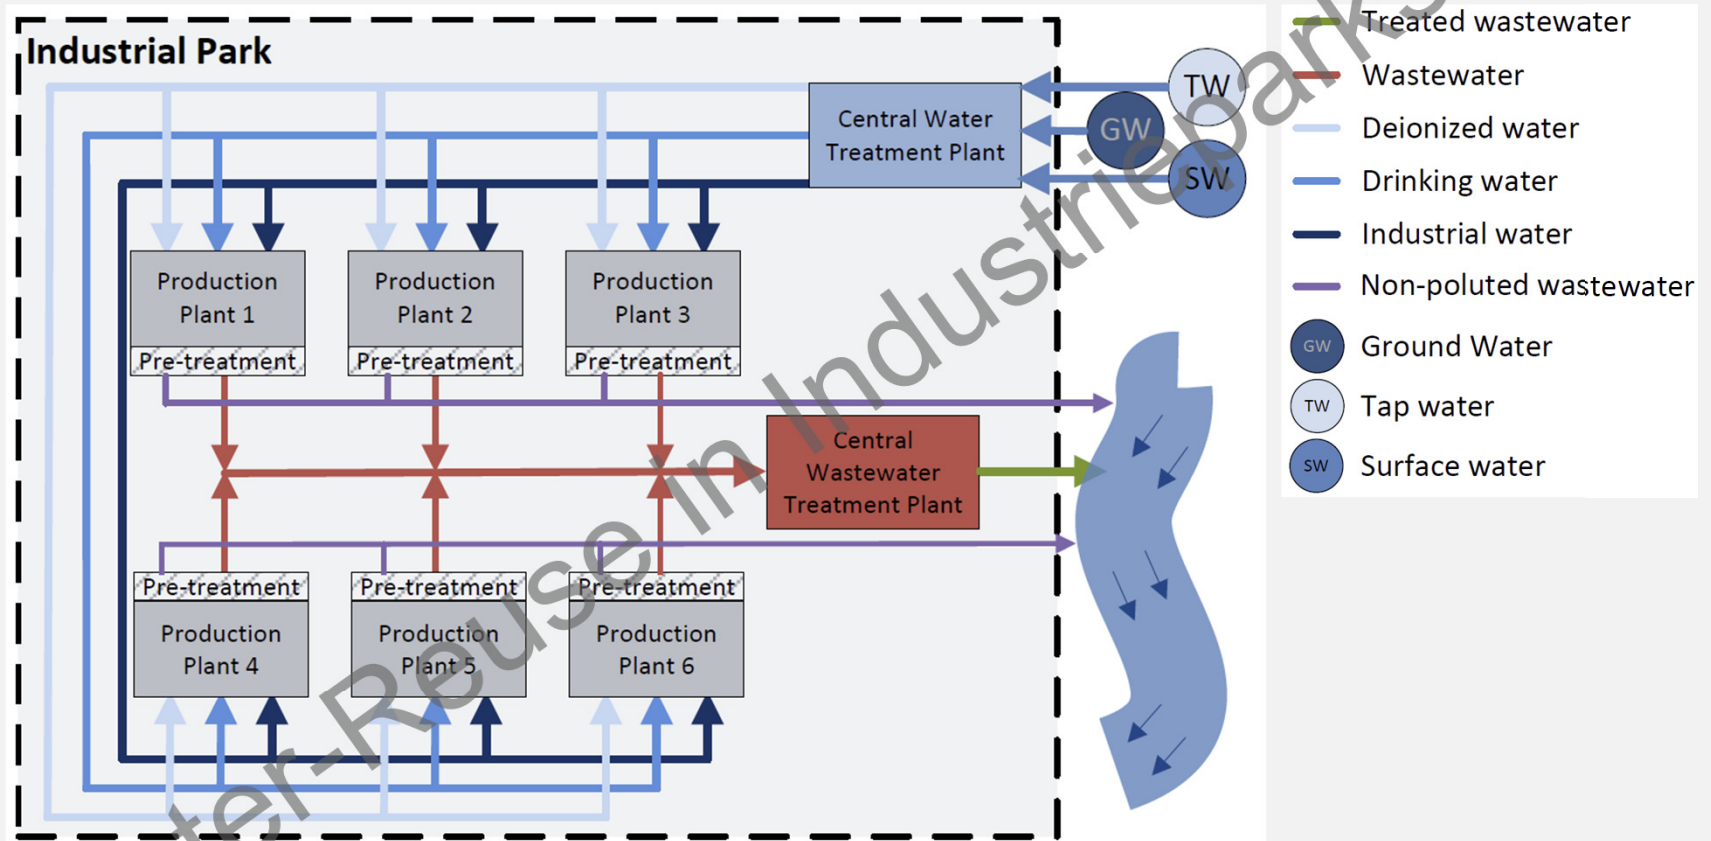 Industrial Park
Central Water
Treatment Plant
TW
GW
SW
Production
Plant 1
Pre-treatment
Production
Plant 2
Pre-treatment
Production
Plant 3
Pre-treatment
Central
Wastewater
Treatment Plant
Pre-treatment
Production
Plant 4
Pre-treatment
Production
Plant 5
Pre-treatment
Production
Plant 6
Treated wastewater
Wastewater
Deionized water
Drinking water
Industrial water
Non-poluted wastewater
GW
Ground Water
TW
Tap water
SW
Surface water
ter-Reuse in Industrieparks